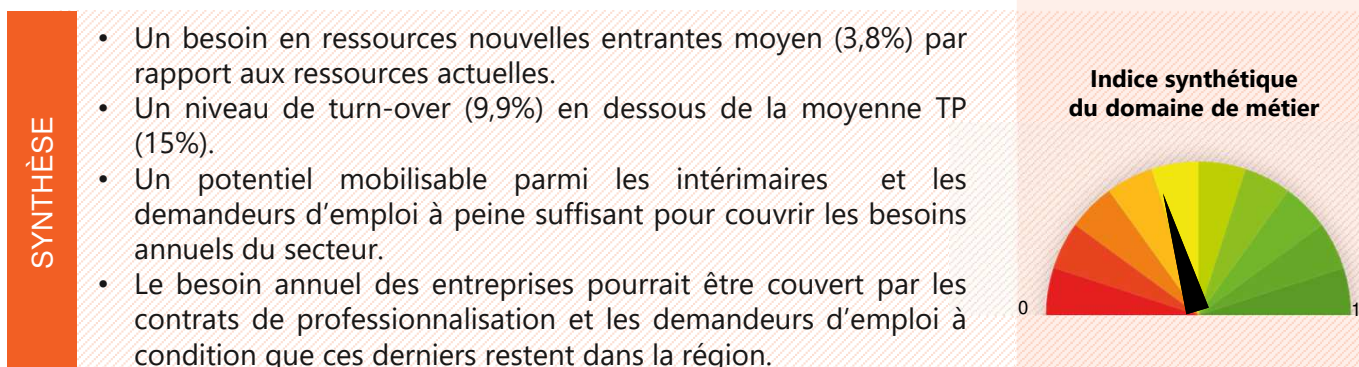 SYNTHÈSE
• Un besoin en ressources nouvelles entrantes moyen (3,8%) par
rapport aux ressources actuelles.
• Un niveau de turn-over (9,9%) en dessous de la moyenne TP
(15%).
• Un potentiel mobilisable parmi les intérimaires et les
demandeurs d’emploi à peine suffisant pour couvrir les besoins
annuels du secteur.
• Le besoin annuel des entreprises pourrait être couvert par les
contrats de professionnalisation et les demandeurs d’emploi à
condition que ces derniers restent dans la région.
Indice synthétique
du domaine de métier
0
1